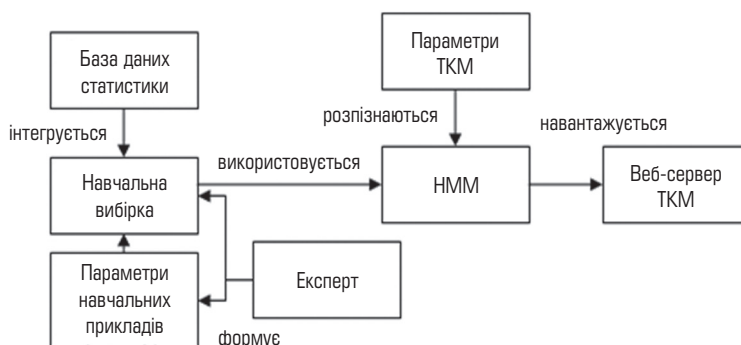 База даних
статистики
Параметри
ТКМ
інтегрується
розпізнаються
навантажується
Навчальна
вибірка
використовується
НММ
Веб-сервер
ТКМ
Параметри
навчальних
прикладів
Експерт
формує